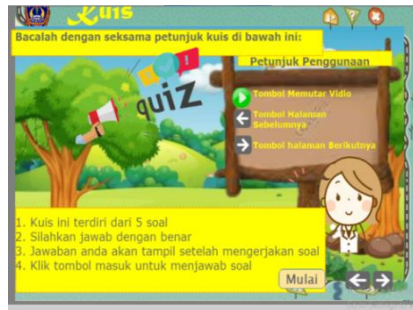 Kuis
Bacalah dengan seksama petunjuk kuis di bawah ini:
Petunjuk Penggunaan
quiz
Tombol Memutar Vidio
Tombol Halaman
Sebelumnya
Tombol halaman Berikutnya
1. Kuis ini terdiri dari 5 soal
2. Silahkan jawab dengan benar
3. Jawaban anda akan tampil setelah mengerjakan soal
4. Klik tombol masuk untuk menjawab soal
Mulai